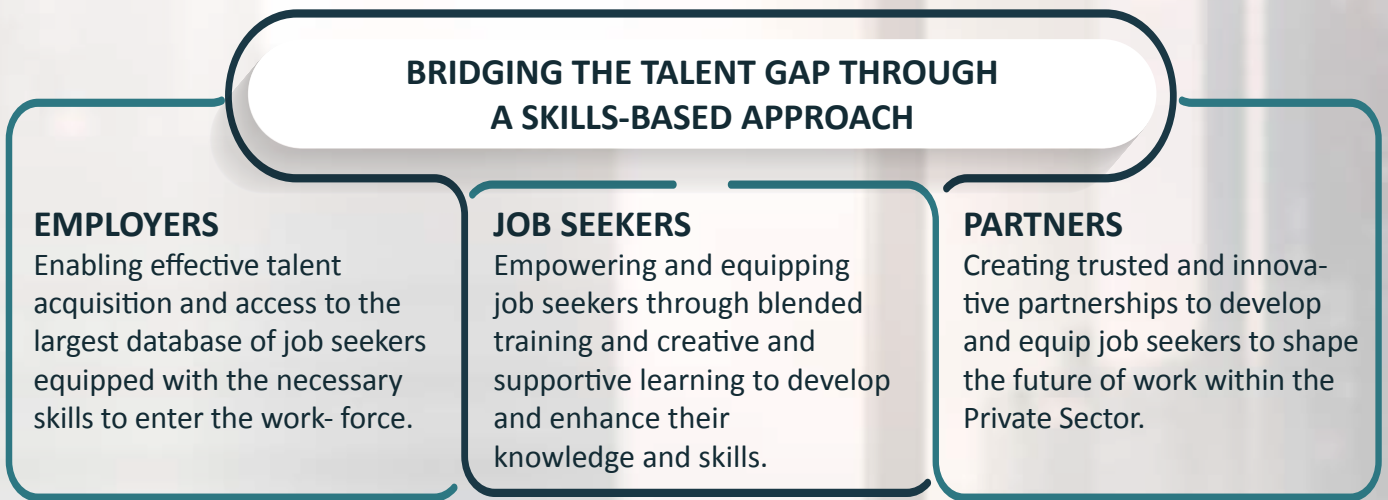 BRIDGING THE TALENT GAP THROUGH
A SKILLS-BASED APPROACH
EMPLOYERS
Enabling effective talent
acquisition and access to the
largest database of job seekers
equipped with the necessary
skills to enter the work- force.
JOB SEEKERS
Empowering and equipping
job seekers through blended
training and creative and
supportive learning to develop
and enhance their
knowledge and skills.
PARTNERS
Creating trusted and innova-
tive partnerships to develop
and equip job seekers to shape
the future of work within the
Private Sector.